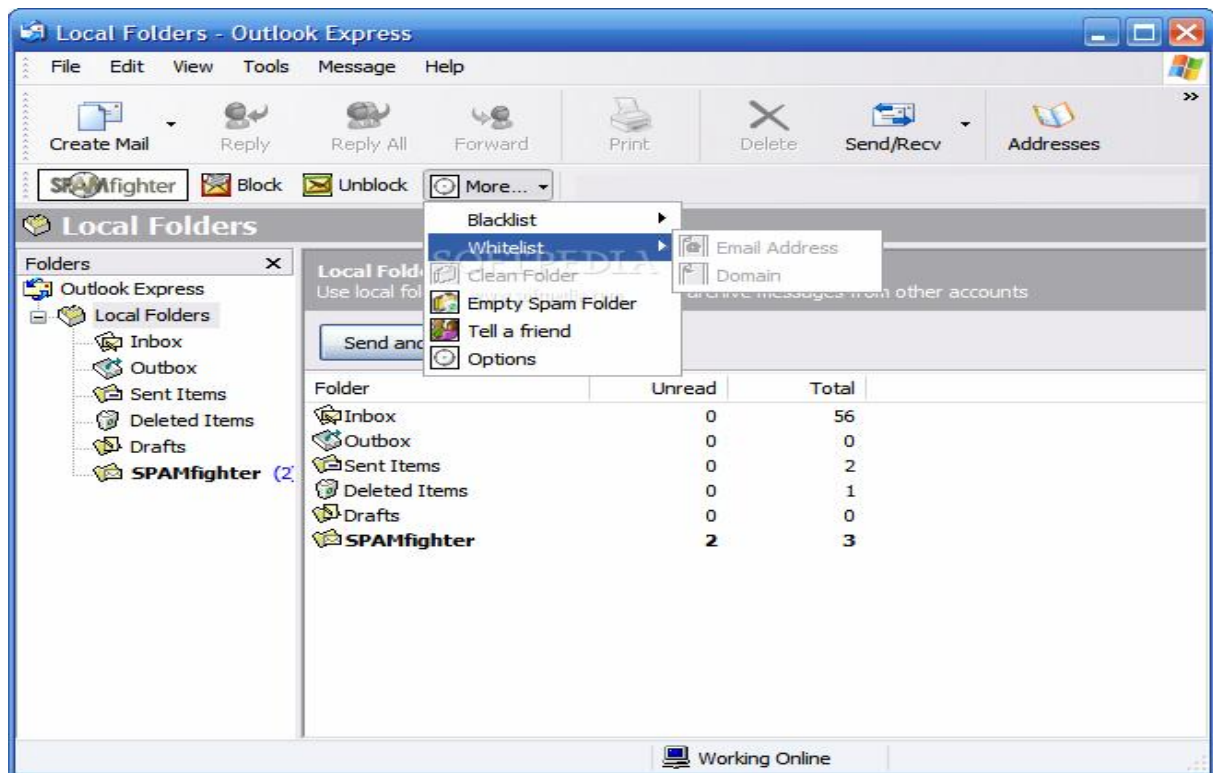 Local Folders - Outlook Express
File Edit View Tools Message Help
Create Mail Reply Reply All Forward Print Delete Send/Recv Addresses
SPAMfighter Block Unblock More...
Local Folders
Blacklist
Whitelist
Clean Folder
Empty Spam Folder
Tell a friend
Options
Email Address
Domain
SOFTPEDIA
Folders
Outlook Express
Local Folders
Inbox
Outbox
Sent Items
Deleted Items
Drafts
SPAMfighter (2)
Local Fold
Use local fol archive messages from other accounts
Send and
Folder Unread Total
Inbox 0 56
Outbox 0 0
Sent Items 0 2
Deleted Items 0 1
Drafts 0 0
SPAMfighter 2 3
Working Online